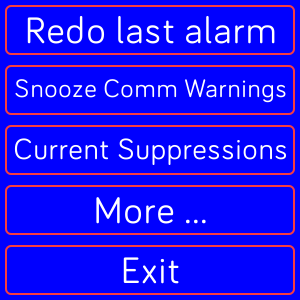 Redo last alarm
Snooze Comm Warnings
Current Suppressions
More ...
Exit